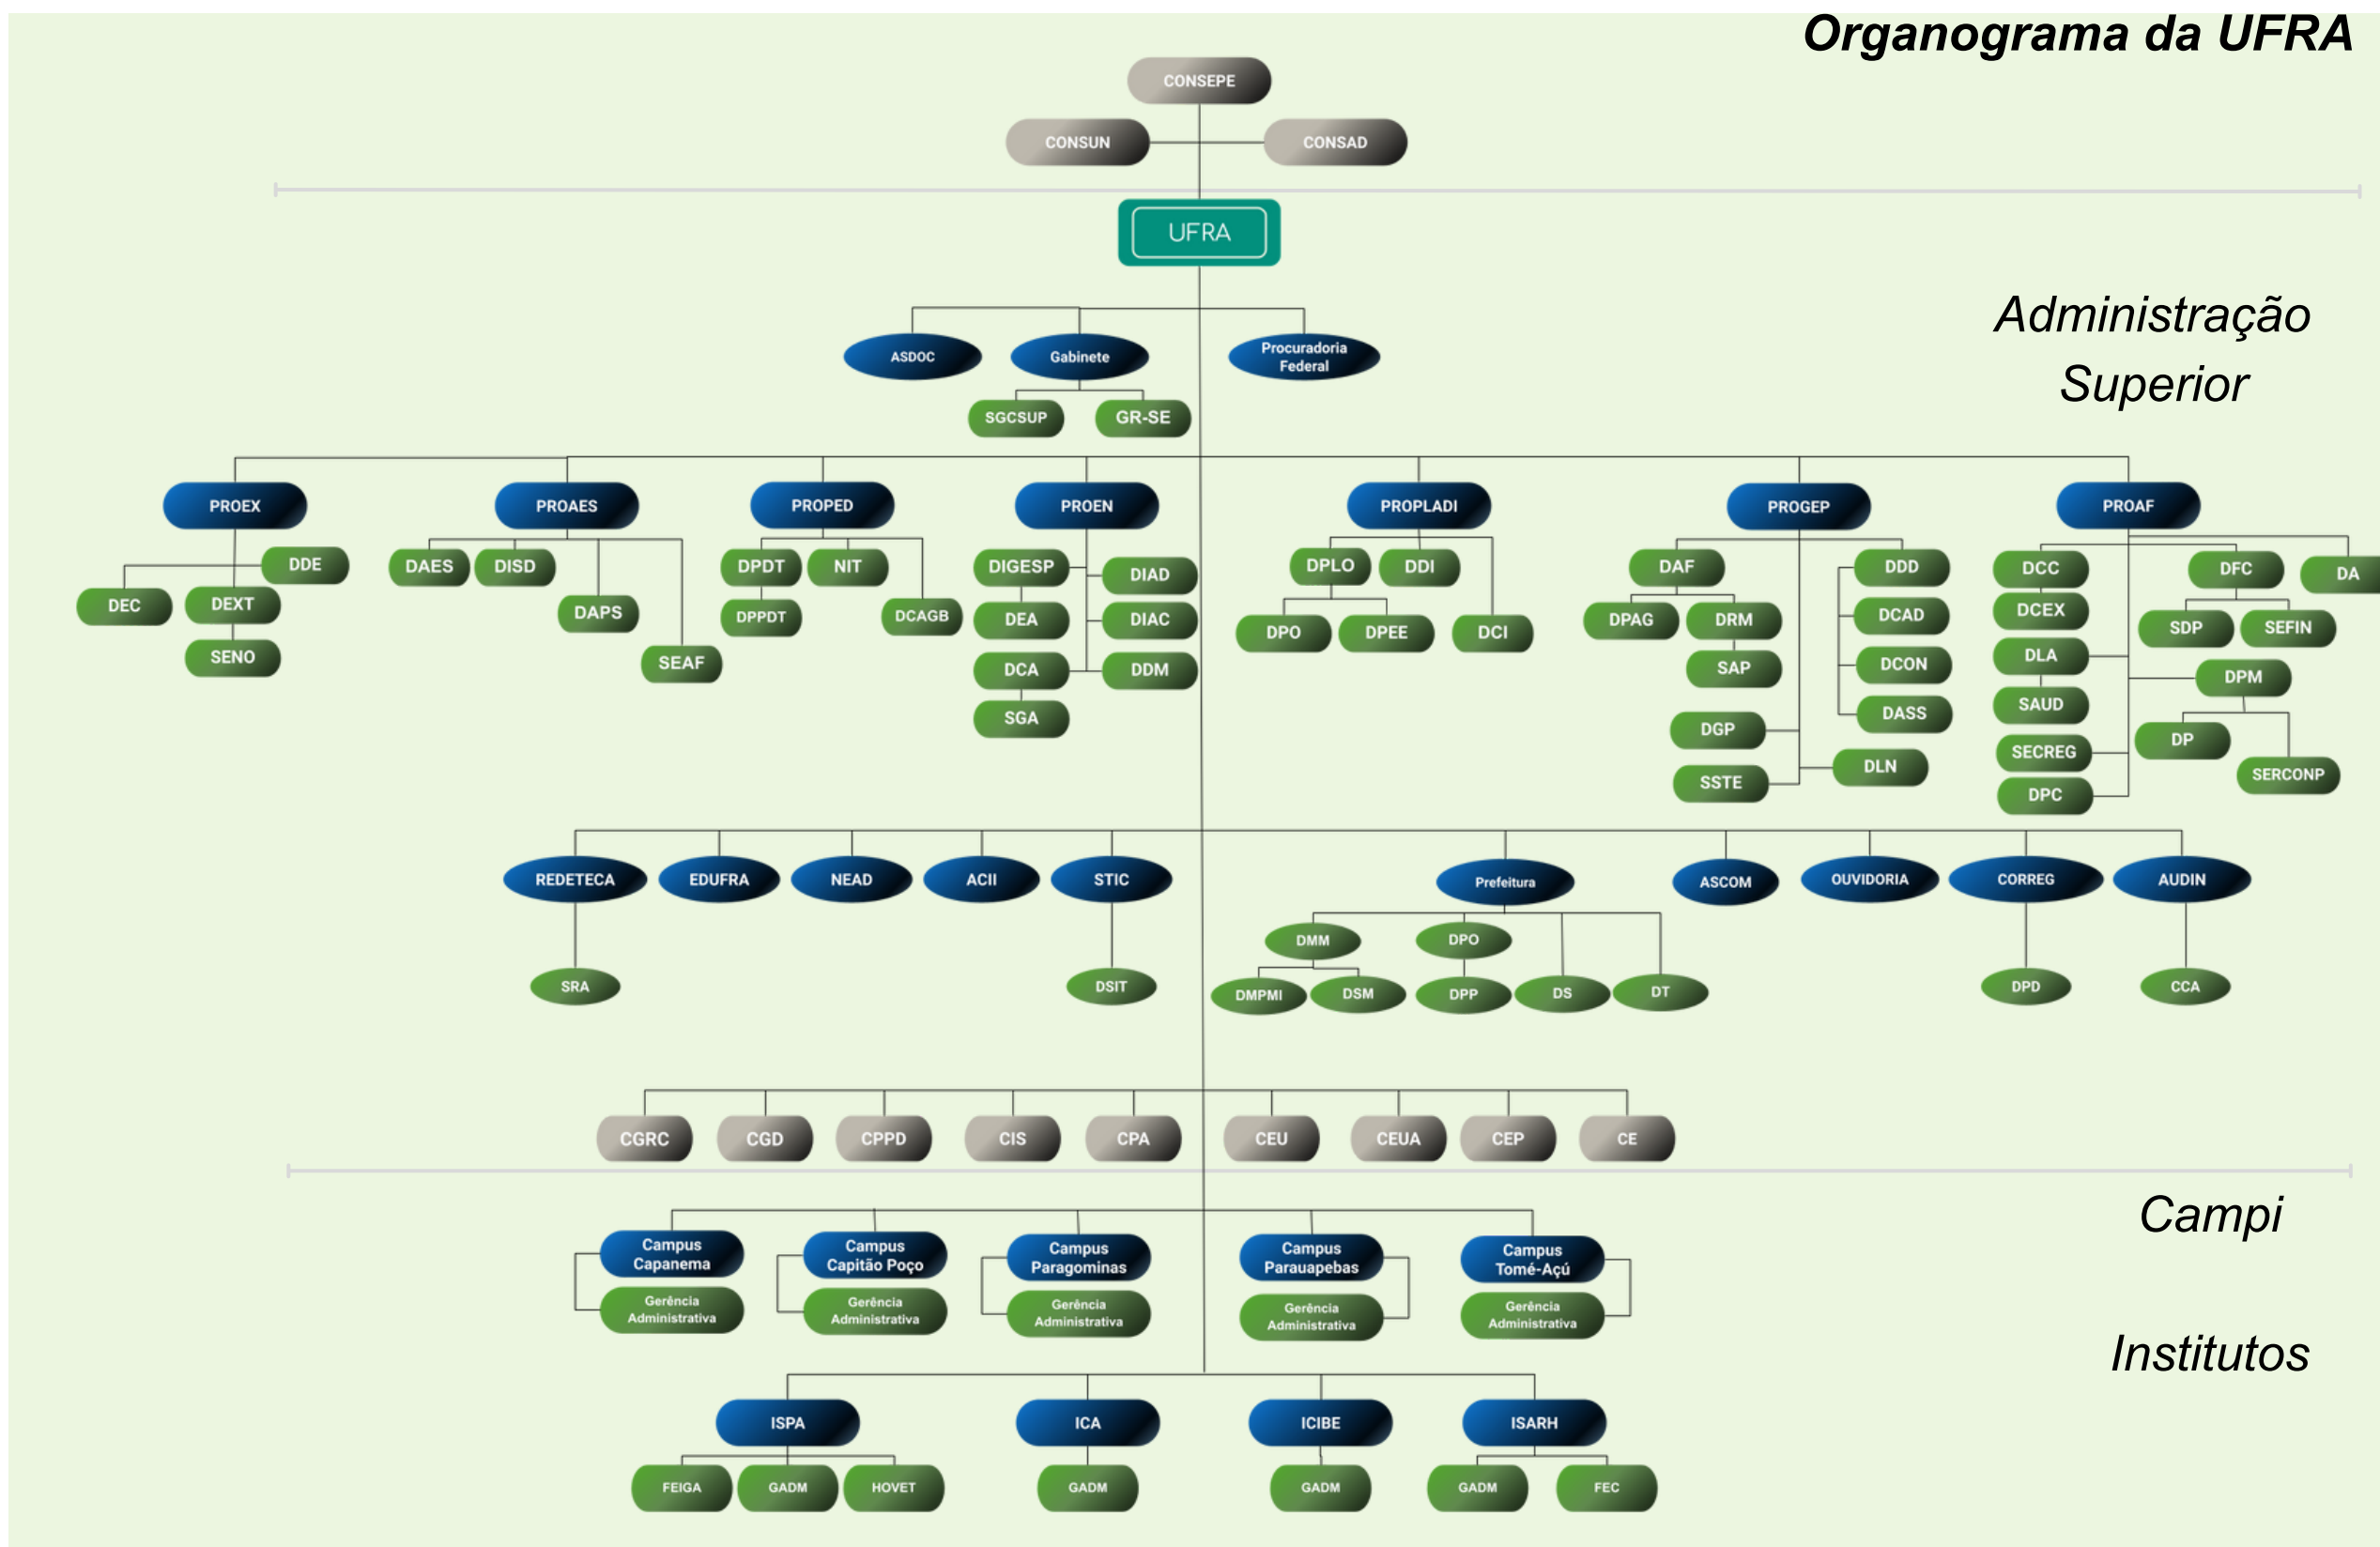 Organograma da UFRA
CONSEPE
CONSUN
CONSAD
UFRA
Administração
Superior
ASDOC
Gabinete
Procuradoria
Federal
SGCSUP
GR-SE
PROEX
PROAES
PROPED
PROEN
PROPLADI
PROGEP
PROAF
DDE
DEC
DEXT
SENO
DAES
DISD
DAPS
SEAF
DPDT
NIT
DPPDT
DCAGB
DIGESP
DIAD
DEA
DIAC
DCA
DDM
SGA
DPLO
DDI
DPO
DPEE
DCI
DAF
DDD
DPAG
DRM
DCAD
SAP
DCON
DGP
DASS
SSTE
DLN
DCC
DFC
DA
DCEX
SDP
SEFIN
DLA
DPM
SAUD
DP
SECREG
SERCONP
DPC
REDETECA
EDUFRA
NEAD
ACII
STIC
Prefeitura
ASCOM
OUVIDORIA
CORREG
AUDIN
DMM
DPO
SRA
DSIT
DMPMI
DSM
DPP
DS
DT
DPD
CCA
CGRC
CGD
CPPD
CIS
CPA
CEU
CEUA
CEP
CE
Campi
Campus
Capanema
Campus
Capitão Poço
Campus
Paragominas
Campus
Parauapebas
Campus
Tomé-Açú
Gerência
Administrativa
Gerência
Administrativa
Gerência
Administrativa
Gerência
Administrativa
Gerência
Administrativa
Institutos
ISPA
ICA
ICIBE
ISARH
FEIGA
GADM
HOVET
GADM
GADM
GADM
FEC